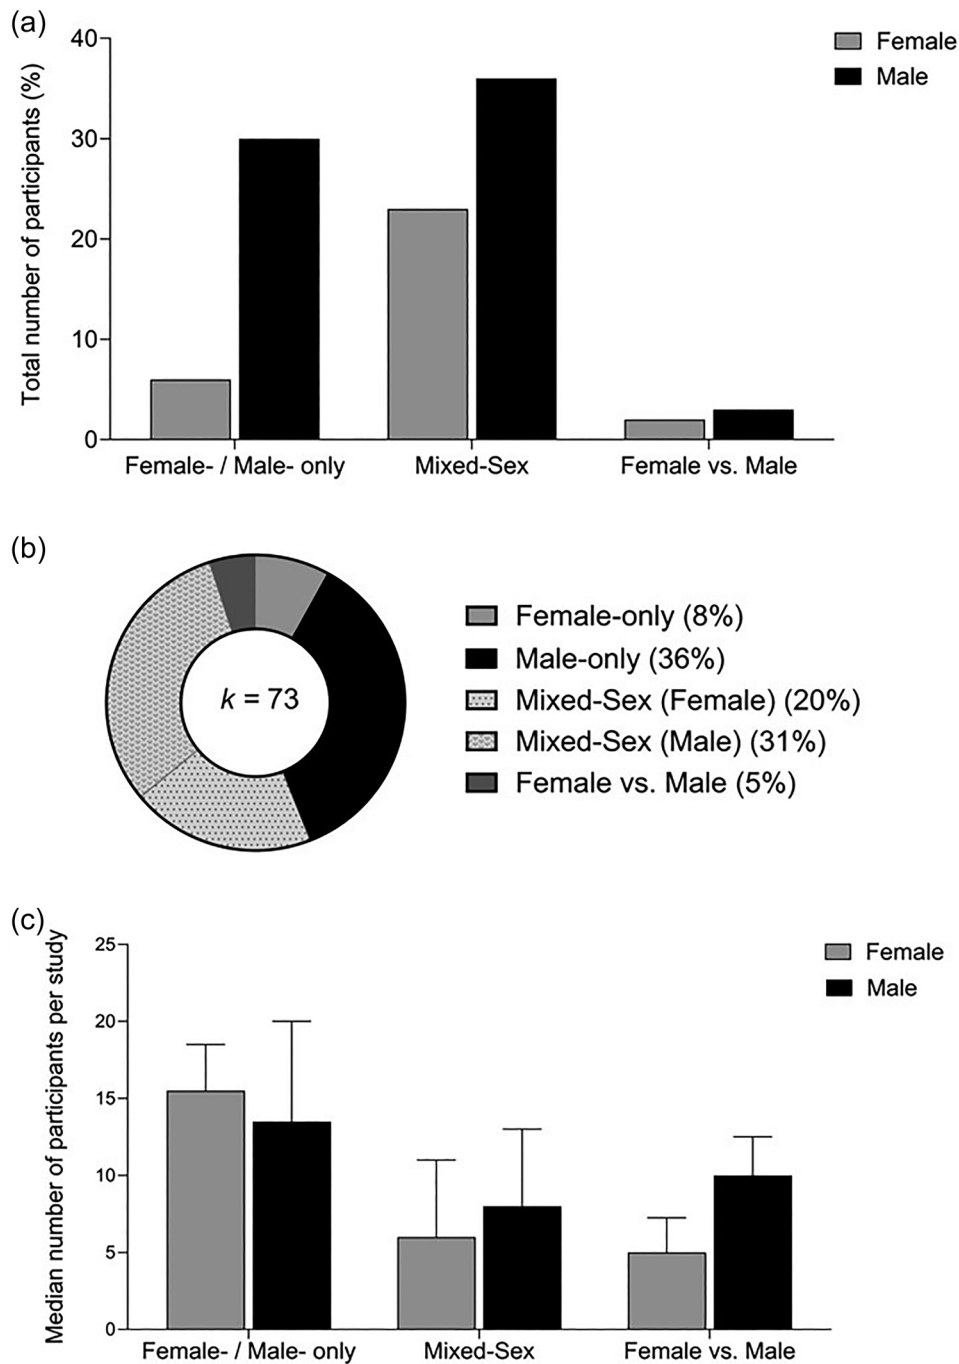 (a)
Total number of participants (%)
40
30
20
10
0
Female
Male
Female- / Male- only
Mixed-Sex
Female vs. Male
(b)
k = 73
Female-only (8%)
Male-only (36%)
Mixed-Sex (Female) (20%)
Mixed-Sex (Male) (31%)
Female vs. Male (5%)
(c)
Median number of participants per study
25
20
15
10
5
0
Female
Male
Female- / Male- only
Mixed-Sex
Female vs. Male